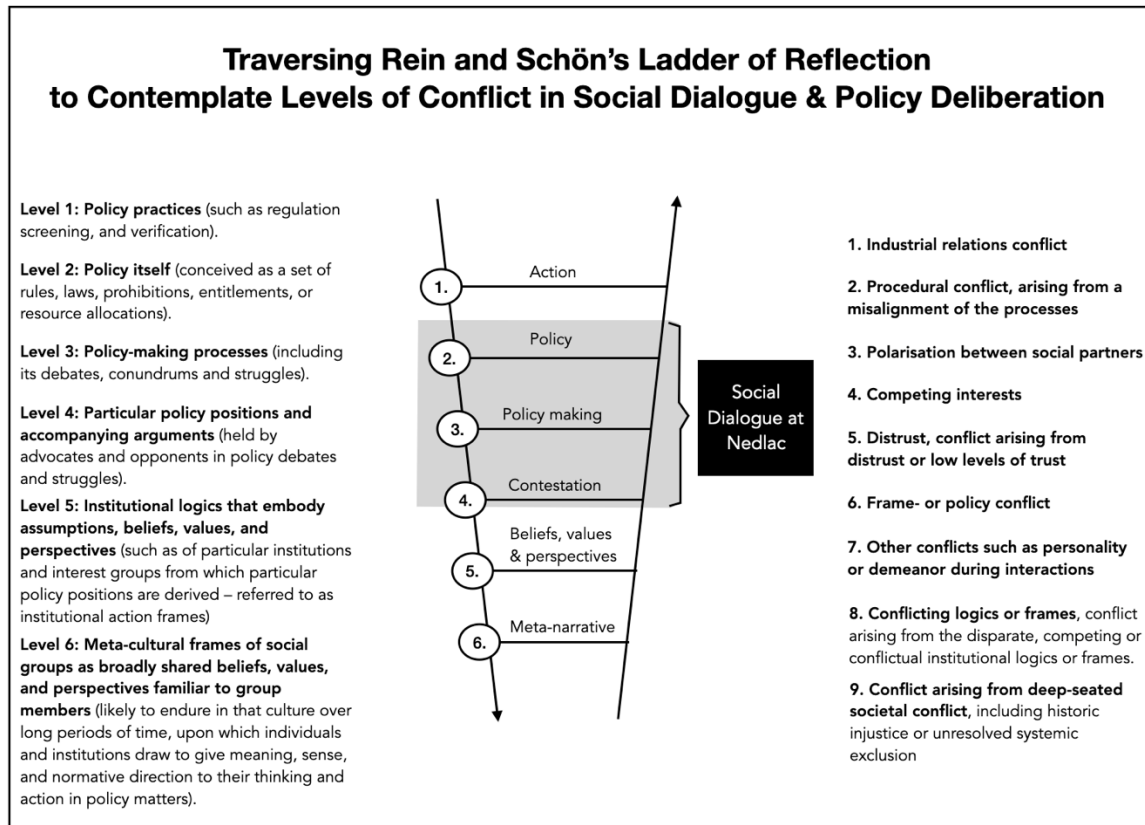 Traversing Rein and Schön's Ladder of Reflection
to Contemplate Levels of Conflict in Social Dialogue & Policy Deliberation
Level 1: Policy practices (such as regulation
screening, and verification).
Level 2: Policy itself (conceived as a set of
rules, laws, prohibitions, entitlements, or
resource allocations).
Level 3: Policy-making processes (including
its debates, conundrums and struggles).
Level 4: Particular policy positions and
accompanying arguments (held by
advocates and opponents in policy debates
and struggles).
Level 5: Institutional logics that embody
assumptions, beliefs, values, and
perspectives (such as of particular institutions
and interest groups from which particular
policy positions are derived – referred to as
institutional action frames)
Level 6: Meta-cultural frames of social
groups as broadly shared beliefs, values,
and perspectives familiar to group
members (likely to endure in that culture over
long periods of time, upon which individuals
and institutions draw to give meaning, sense,
and normative direction to their thinking and
action in policy matters).
Action
1.
Policy
2.
Policy making
3.
Contestation
4.
Beliefs, values
& perspectives
5.
Meta-narrative
6.
Social
Dialogue at
Nedlac
1. Industrial relations conflict
2. Procedural conflict, arising from a
misalignment of the processes
3. Polarisation between social partners
4. Competing interests
5. Distrust, conflict arising from
distrust or low levels of trust
6. Frame- or policy conflict
7. Other conflicts such as personality
or demeanor during interactions
8. Conflicting logics or frames, conflict
arising from the disparate, competing or
conflictual institutional logics or frames.
9. Conflict arising from deep-seated
societal conflict, including historic
injustice or unresolved systemic
exclusion